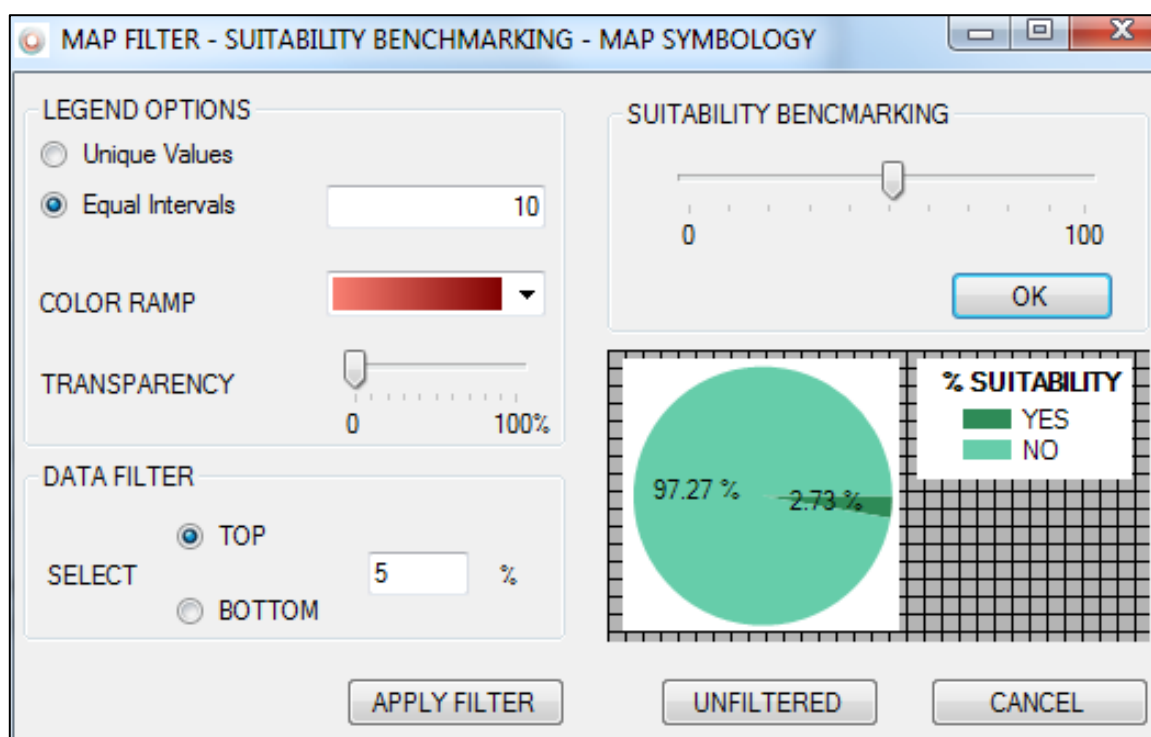 MAP FILTER - SUITABILITY BENCHMARKING - MAP SYMBOLOGY
LEGEND OPTIONS
Unique Values
Equal Intervals 10
COLOR RAMP
TRANSPARENCY
0 100%
DATA FILTER
TOP
SELECT 5 %
BOTTOM
SUITABILITY BENCMARKING
0 100
OK
% SUITABILITY
YES
NO
97.27 % 2.73 %
APPLY FILTER UNFILTERED CANCEL